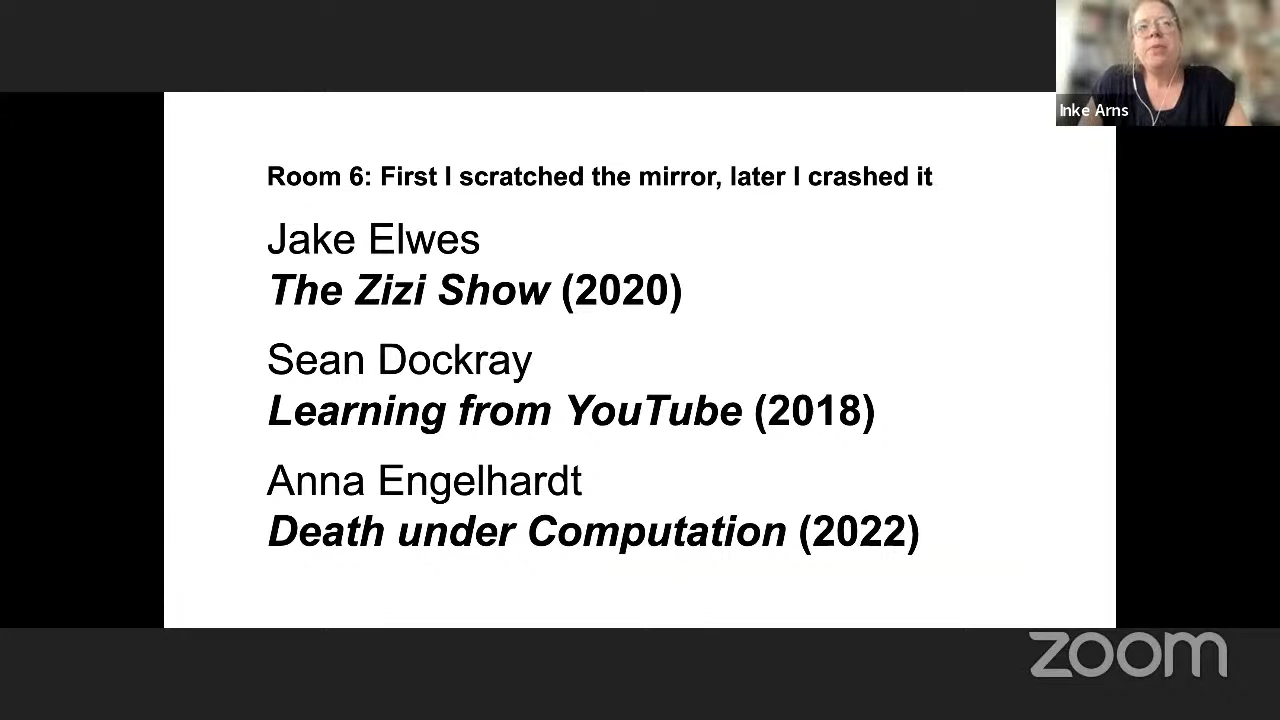 Inke Arns
Room 6: First I scratched the mirror, later I crashed it
Jake Elwes
The Zizi Show (2020)
Sean Dockray
Learning from YouTube (2018)
Anna Engelhardt
Death under Computation (2022)
zoom